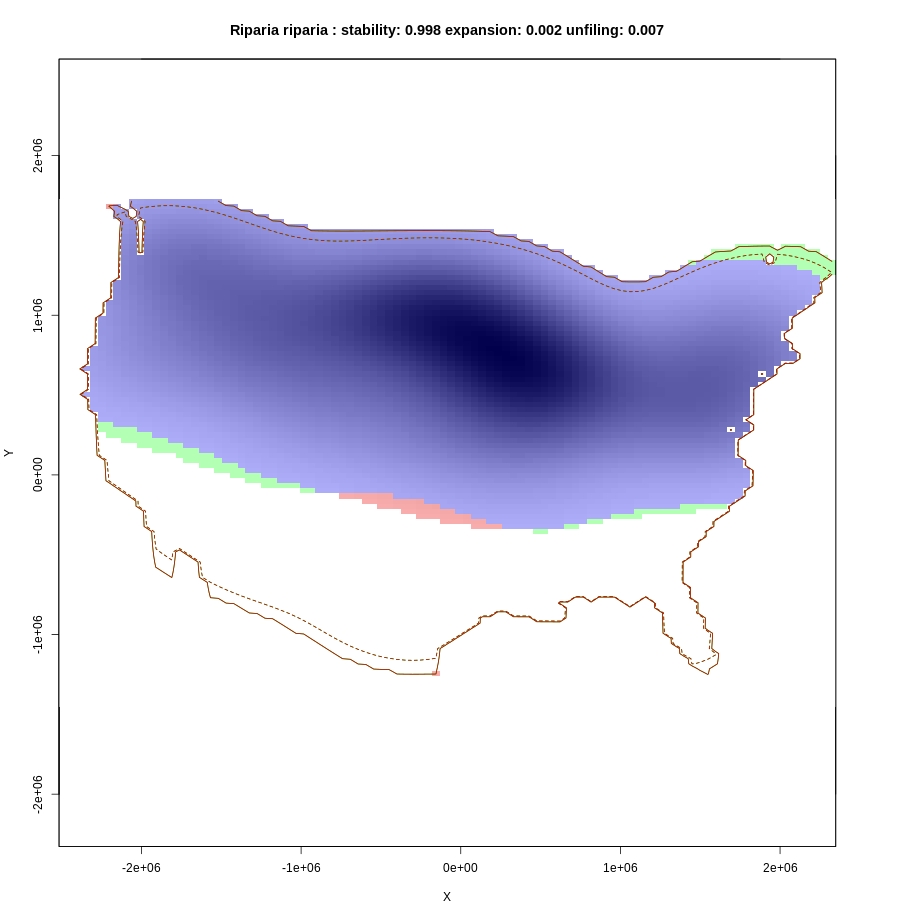 Riparia riparia : stability: 0.998 expansion: 0.002 unfiling: 0.007
2e+06
1e+06
0e+00
-1e+06
-2e+06
Y
-2e+06 -1e+06 0e+00 1e+06 2e+06
X